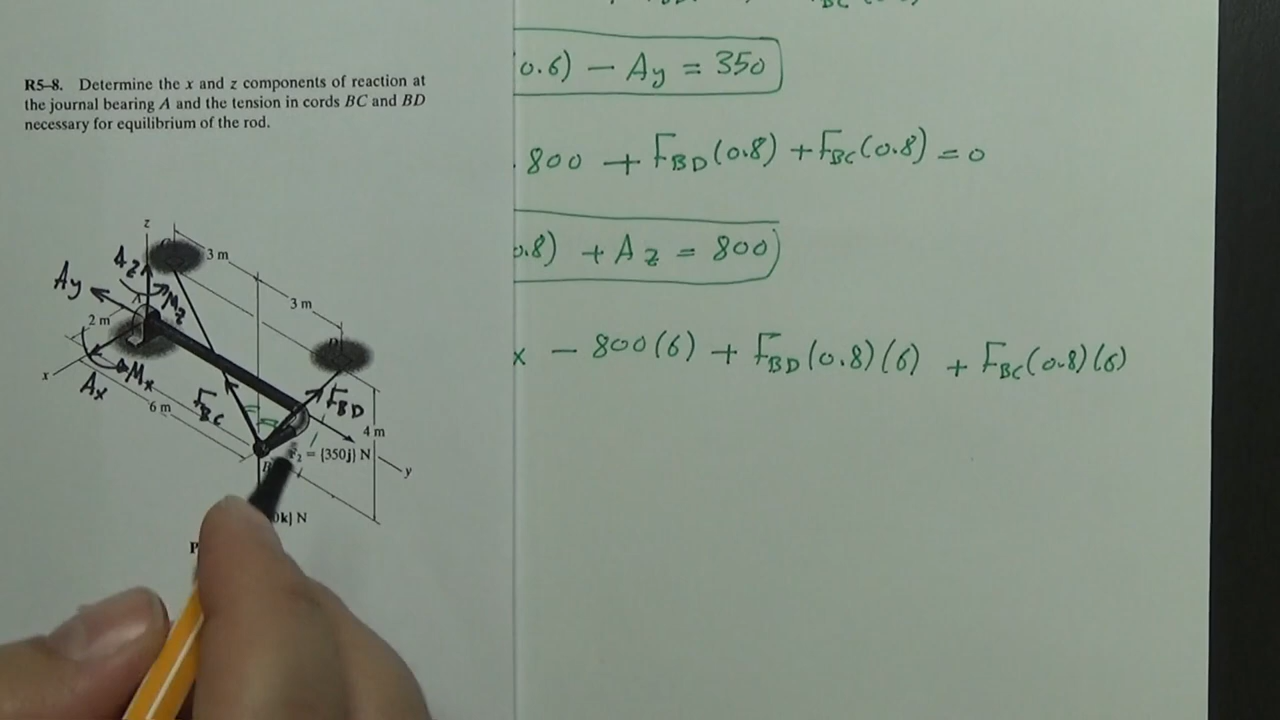 R5–8. Determine the x and z components of reaction at
the journal bearing A and the tension in cords BC and BD
necessary for equilibrium of the rod.
z
3 m
Az
Ay
Mz
A
3 m
2 m
x
Mx
Ax
FBC
FBD
6 m
4 m
F2 = {350j} N
y
k} N
0.6) − Ay = 350
800 + FBD(0.8) + FBC(0.8) = 0
0.8) + Az = 800
x − 800(6) + FBD(0.8)(6) + FBC(0.8)(6)